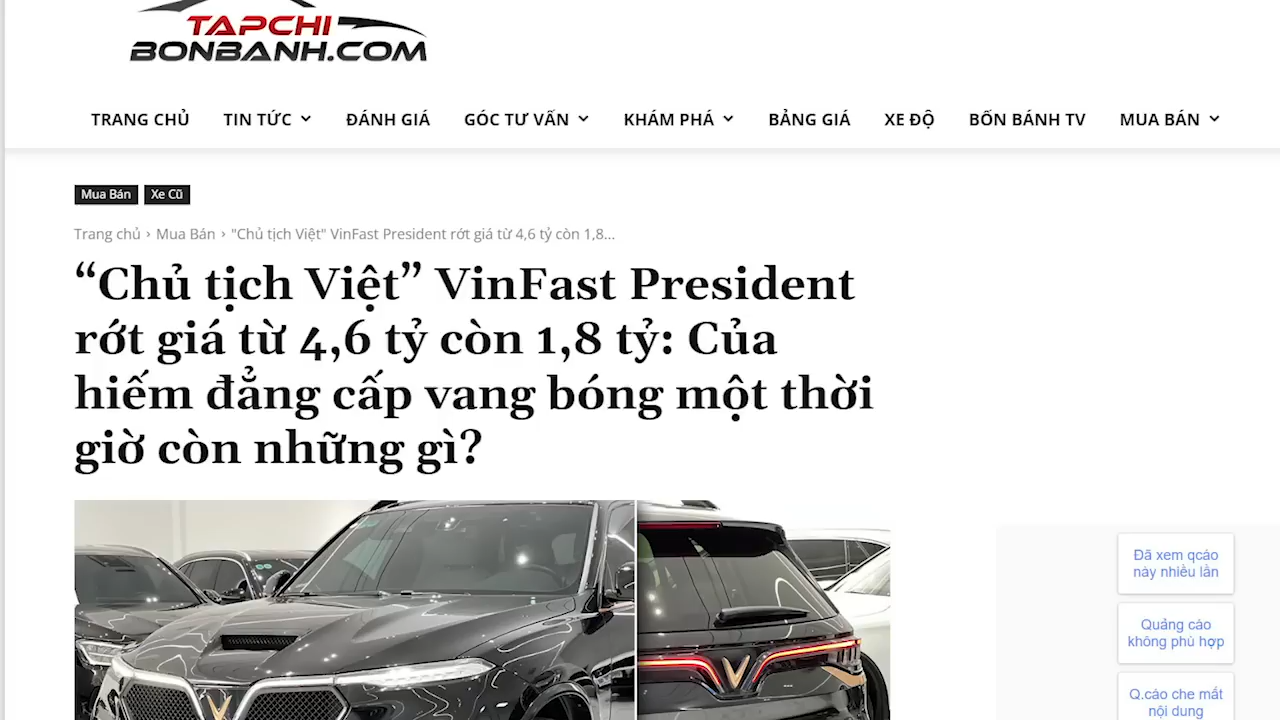 TAPCHI
BONBANH.COM
TRANG CHỦ TIN TỨC ĐÁNH GIÁ GÓC TƯ VẤN KHÁM PHÁ BẢNG GIÁ XE ĐỘ BỐN BÁNH TV MUA BÁN
Mua Bán Xe Cũ
Trang chủ › Mua Bán › "Chủ tịch Việt" VinFast President rớt giá từ 4,6 tỷ còn 1,8...
“Chủ tịch Việt” VinFast President
rớt giá từ 4,6 tỷ còn 1,8 tỷ: Của
hiếm đẳng cấp vang bóng một thời
giờ còn những gì?
Đã xem qcáo
này nhiều lần
Quảng cáo
không phù hợp
Q.cáo che mất
nội dung